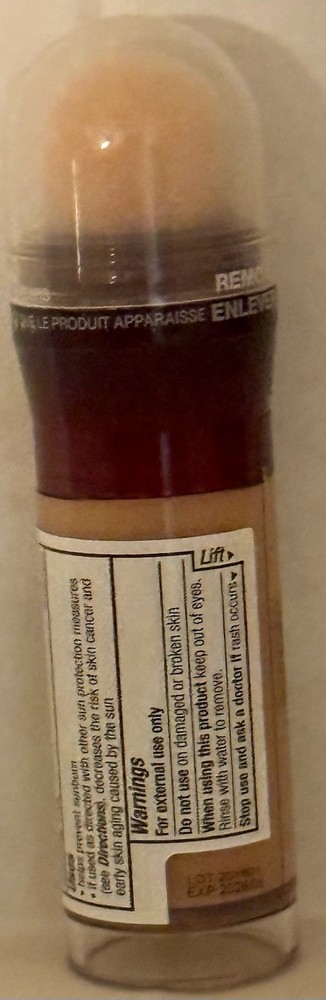 REMO
QUE LE PRODUIT APPARAISSE ENLEVE
Lift
Uses
• helps prevent sunburn
• if used as directed with other sun protection measures
(see Directions), decreases the risk of skin cancer and
early skin aging caused by the sun
Warnings
For external use only
Do not use on damaged or broken skin
When using this product keep out of eyes.
Rinse with water to remove.
Stop use and ask a doctor if rash occurs
LOT
EXP